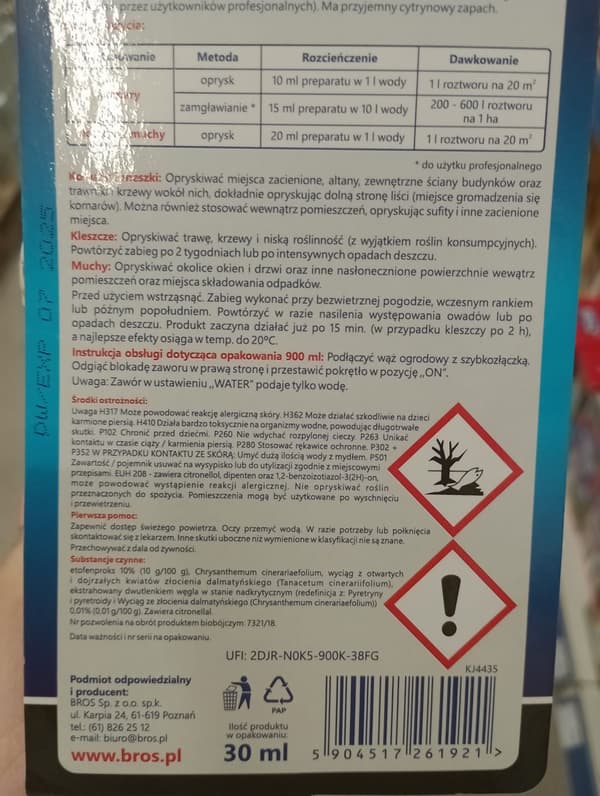 przez użytkowników profesjonalnych). Ma przyjemny cytrynowy zapach.
Metoda Rozcieńczenie Dawkowanie
oprysk 10 ml preparatu w 1 l wody 1 l roztworu na 20 m²
zamgławianie * 15 ml preparatu w 10 l wody 200 - 600 l roztworu
na 1 ha
muchy oprysk 20 ml preparatu w 1 l wody 1 l roztworu na 20 m²
* do użytku profesjonalnego
Opryskiwać miejsca zacienione, altany, zewnętrzne ściany budynków oraz
krzewy wokół nich, dokładnie opryskując dolną stronę liści (miejsce gromadzenia się
komarów). Można również stosować wewnątrz pomieszczeń, opryskując sufity i inne zacienione
miejsca.
Kleszcze: Opryskiwać trawę, krzewy i niską roślinność (z wyjątkiem roślin konsumpcyjnych).
Powtórzyć zabieg po 2 tygodniach lub po intensywnych opadach deszczu.
Muchy: Opryskiwać okolice okien i drzwi oraz inne nasłonecznione powierzchnie wewątrz
pomieszczeń oraz miejsca składowania odpadków.
Przed użyciem wstrząsnąć. Zabieg wykonać przy bezwietrznej pogodzie, wczesnym rankiem
lub późnym popołudniem. Powtórzyć w razie nasilenia występowania owadów lub po
opadach deszczu. Produkt zaczyna działać już po 15 min. (w przypadku kleszczy po 2 h),
a najlepsze efekty osiąga w temp. do 20°C.
Instrukcja obsługi dotycząca opakowania 900 ml: Podłączyć wąż ogrodowy z szybkozłączką.
Odgiąć blokadę zaworu w prawą stronę i przestawić pokrętło w pozycję „ON”.
Uwaga: Zawór w ustawieniu „WATER” podaje tylko wodę.
Środki ostrożności:
Uwaga H317 Może powodować reakcję alergiczną skóry. H362 Może działać szkodliwie na dzieci
karmione piersią. H410 Działa bardzo toksycznie na organizmy wodne, powodując długotrwałe
skutki. P102 Chronić przed dziećmi. P260 Nie wdychać rozpylonej cieczy. P263 Unikać
kontaktu w czasie ciąży / karmienia piersią. P280 Stosować rękawice ochronne. P302 +
P352 W PRZYPADKU KONTAKTU ZE SKÓRĄ: Umyć dużą ilością wody z mydłem. P501
Zawartość / pojemnik usuwać na wysypisko lub do utylizacji zgodnie z miejscowymi
przepisami. EUH 208 - zawiera citronellol, dipenten oraz 1,2-benzoizotiazol-3(2H)-on,
może powodować wystąpienie reakcji alergicznej. Nie opryskiwać roślin
przeznaczonych do spożycia. Pomieszczenia mogą być użytkowane po wyschnięciu
i przewietrzeniu.
Pierwsza pomoc:
Zapewnić dostęp świeżego powietrza. Oczy przemyć wodą. W razie potrzeby lub połknięcia
skontaktować się z lekarzem. Inne skutki uboczne niż wymienione w klasyfikacji nie są znane.
Przechowywać z dala od żywności.
Substancje czynne:
etofenproks 10% (10 g/100 g), Chrysanthemum cinerariaefolium, wyciąg z otwartych
i dojrzałych kwiatów złocienia dalmatyńskiego (Tanacetum cinerariifolium),
ekstrahowany dwutlenkiem węgla w stanie nadkrytycznym (redefinicja z: Pyretryny
i pyretroidy i Wyciąg ze złocienia dalmatyńskiego (Chrysanthemum cinerariaefolium))
0,01% (0,01 g/100 g). Zawiera citronellal.
Nr pozwolenia na obrót produktem biobójczym: 7321/18.
Data ważności i nr serii na opakowaniu.
UFI: 2DJR-N0K5-900K-38FG
KJ4435
Podmiot odpowiedzialny
i producent:
BROS Sp. z o.o. sp.k.
ul. Karpia 24, 61-619 Poznań
tel.: (61) 826 25 12
e-mail: biuro@bros.pl
www.bros.pl
PAP
Ilość produktu
w opakowaniu:
30 ml
5 904517 261921 >